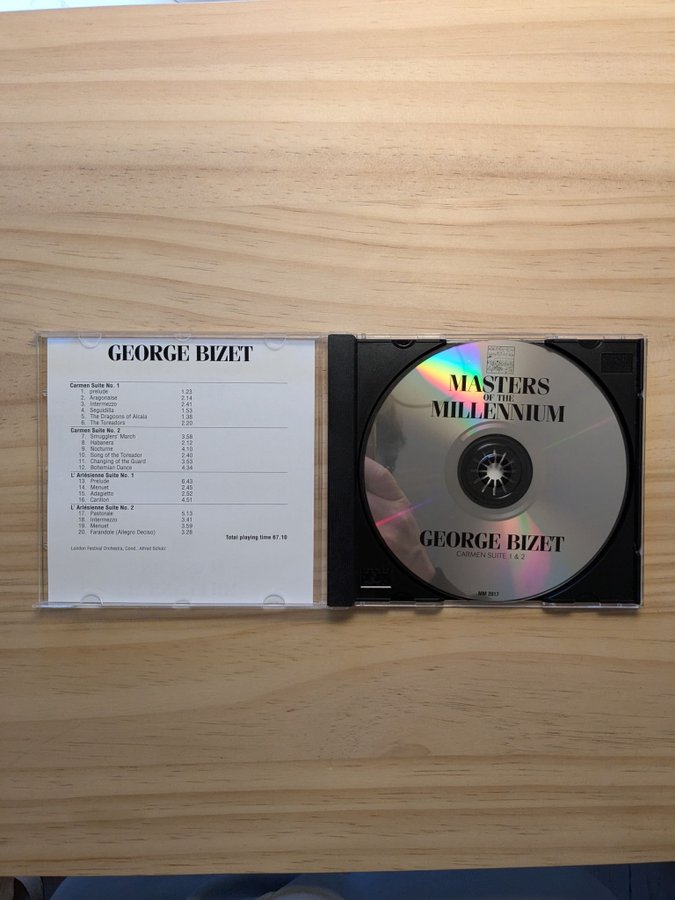 GEORGE BIZET
Carmen Suite No. 1
1. prelude 1.23
2. Aragonaise 2.14
3. Intermezzo 2.41
4. Seguidilla 1.53
5. The Dragoons of Alcala 1.38
6. The Toreadors 2.20
Carmen Suite No. 2
7. Smugglers' March 3.58
8. Habanera 2.12
9. Nocturne 4.10
10. Song of the Toreador 2.40
11. Changing of the Guard 3.53
12. Bohemian Dance 4.34
L' Arlésienne Suite No. 1
13. Prelude 6.43
14. Menuet 2.45
15. Adagietto 2.52
16. Carillon 4.51
L' Arlésienne Suite No. 2
17. Pastorale 5.13
18. Intermezzo 3.41
19. Menuet 3.59
20. Farandole (Allegro Deciso) 3.28
Total playing time 67.10
London Festival Orchestra, Cond.: Alfred Scholz
MASTERS
OF THE
MILLENNIUM
GEORGE BIZET
CARMEN SUITE 1 & 2
MM 2017